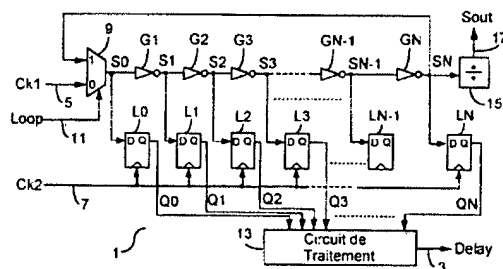 Sout
9
G1 G2 G3 GN-1 GN
17
1 S0 S1 S2 S3 SN-1 SN ÷
Ck1 0
5
15
Loop
11
L0 L1 L2 L3 LN-1 LN
D Q D Q D Q D Q D Q D Q
Ck2
7
Q0 Q1 Q2 Q3 QN
13
1
Circuit de
Traitement
Delay
3